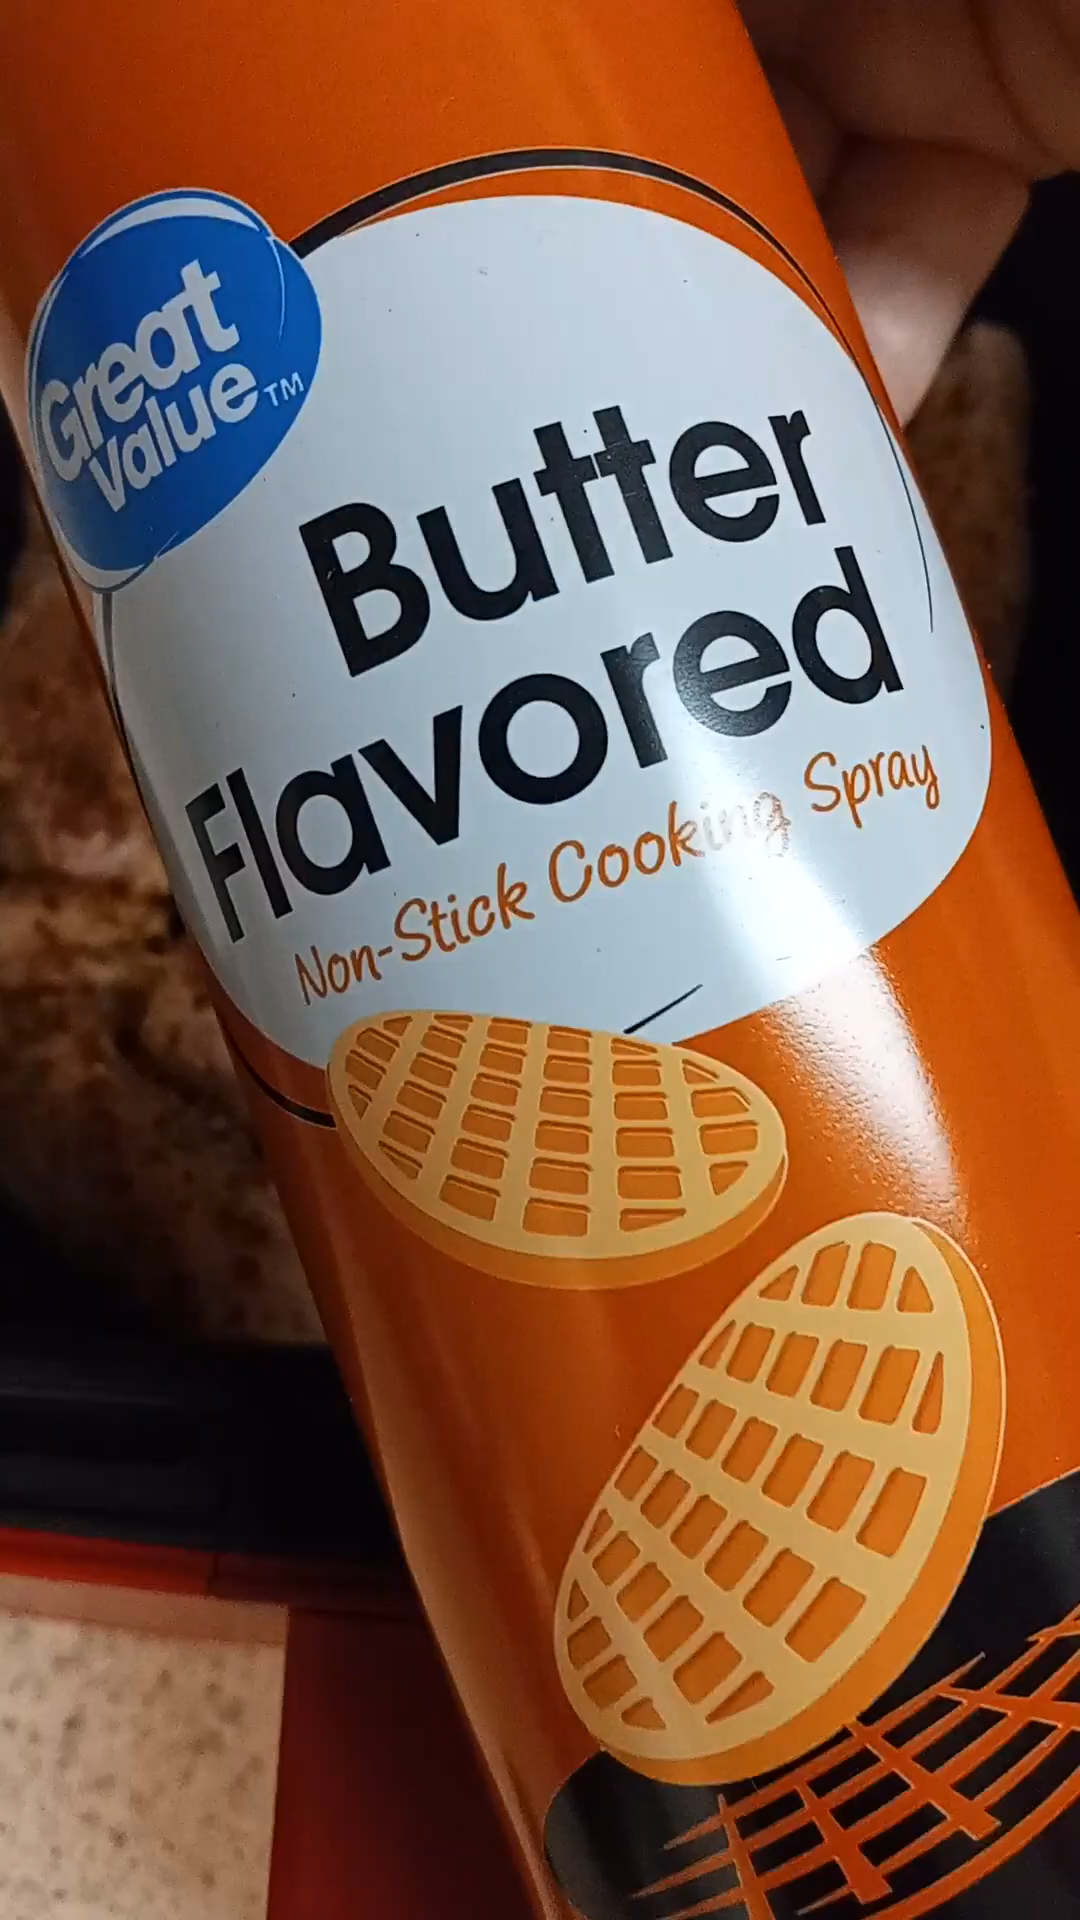 Great
Value™
Butter
Flavored
Non-Stick Cooking Spray